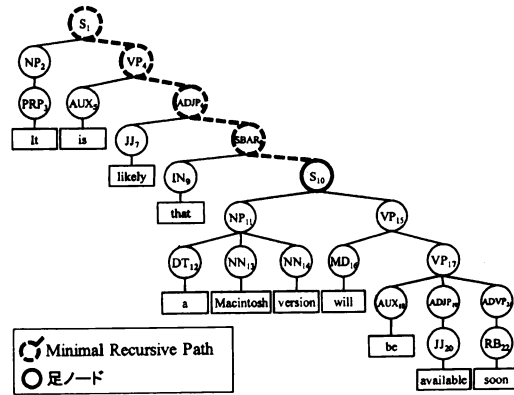 S₁
NP₂ VP₄
PRP₃ AUX₅ ADJP₆
It is JJ₇ SBAR
likely IN₉ S₁₀
that NP₁₁ VP₁₅
DT₁₂ NN₁₃ NN₁₄ MD₁₆ VP₁₇
a Macintosh version will AUX₁₈ ADJP₁₉ ADVP₂₁
be JJ₂₀ RB₂₂
available soon
Minimal Recursive Path
足ノード